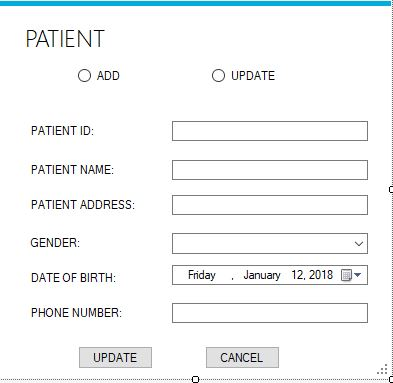 PATIENT
ADD UPDATE
PATIENT ID:
PATIENT NAME:
PATIENT ADDRESS:
GENDER:
DATE OF BIRTH: Friday , January 12, 2018
PHONE NUMBER:
UPDATE CANCEL